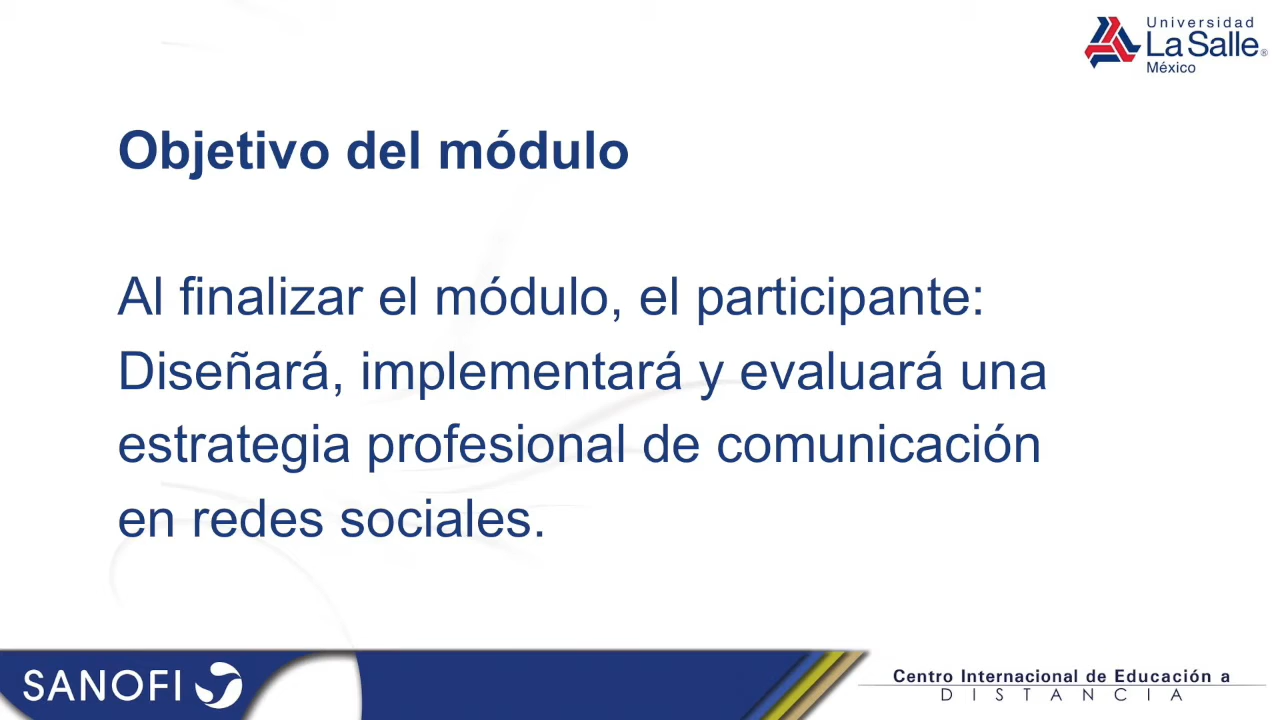 Universidad
La Salle®
México
Objetivo del módulo
Al finalizar el módulo, el participante:
Diseñará, implementará y evaluará una
estrategia profesional de comunicación
en redes sociales.
SANOFI
Centro Internacional de Educación a
DISTANCIA